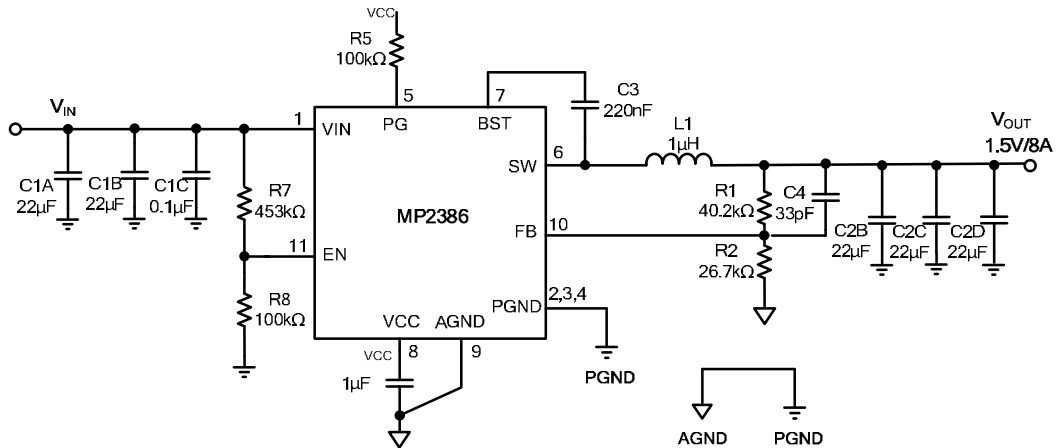 VCC
R5
100kΩ
5
7
C3
220nF
VIN
1
VIN
PG
BST
6
SW
L1
1µH
VOUT
1.5V/8A
C1A
22µF
C1B
22µF
C1C
0.1µF
R7
453kΩ
MP2386
R1
40.2kΩ
C4
33pF
FB
10
C2B
22µF
C2C
22µF
C2D
22µF
11
EN
R2
26.7kΩ
R8
100kΩ
PGND
2,3,4
VCC
AGND
VCC
8
9
1µF
PGND
AGND
PGND